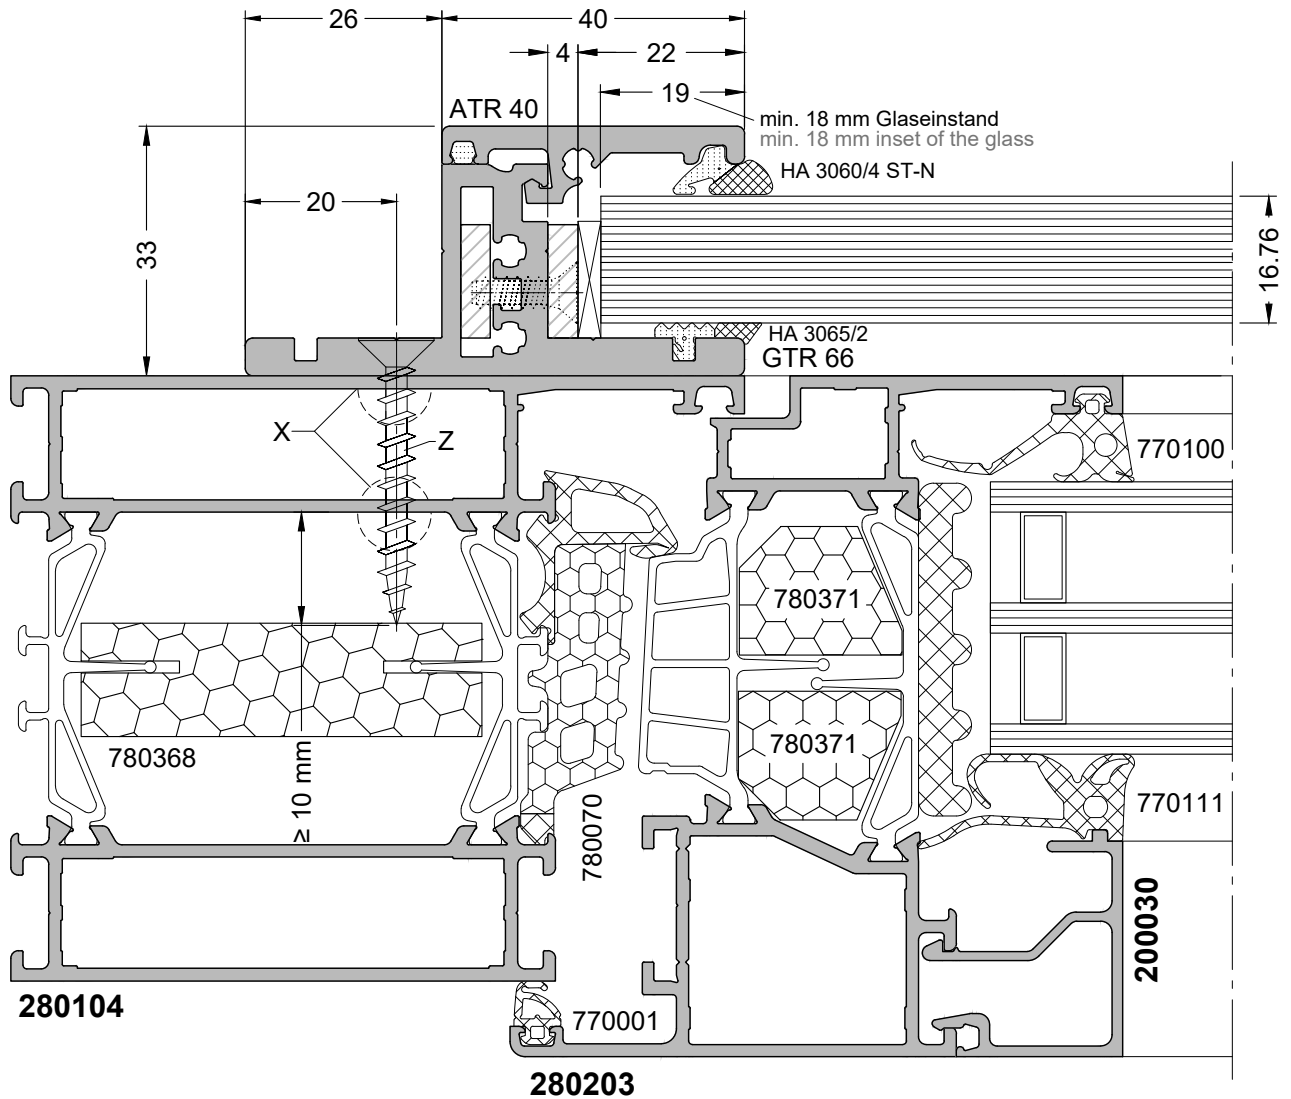 26
40
4
22
19
ATR 40
min. 18 mm Glaseinstand
min. 18 mm inset of the glass
HA 3060/4 ST-N
20
33
16.76
HA 3065/2
GTR 66
X
Z
770100
780371
780371
780368
≥ 10 mm
780070
770111
200030
280104
770001
280203